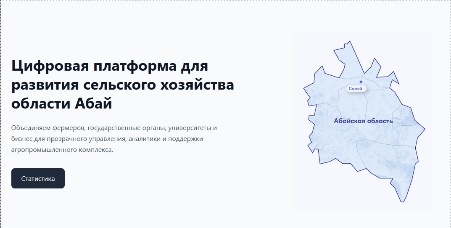 Цифровая платформа для
развития сельского хозяйства
области Абай
Объединяем фермеров, государственные органы, университеты и
бизнес для прозрачного управления, аналитики и поддержки
агропромышленного комплекса.
Статистика
Семей
Абайская область